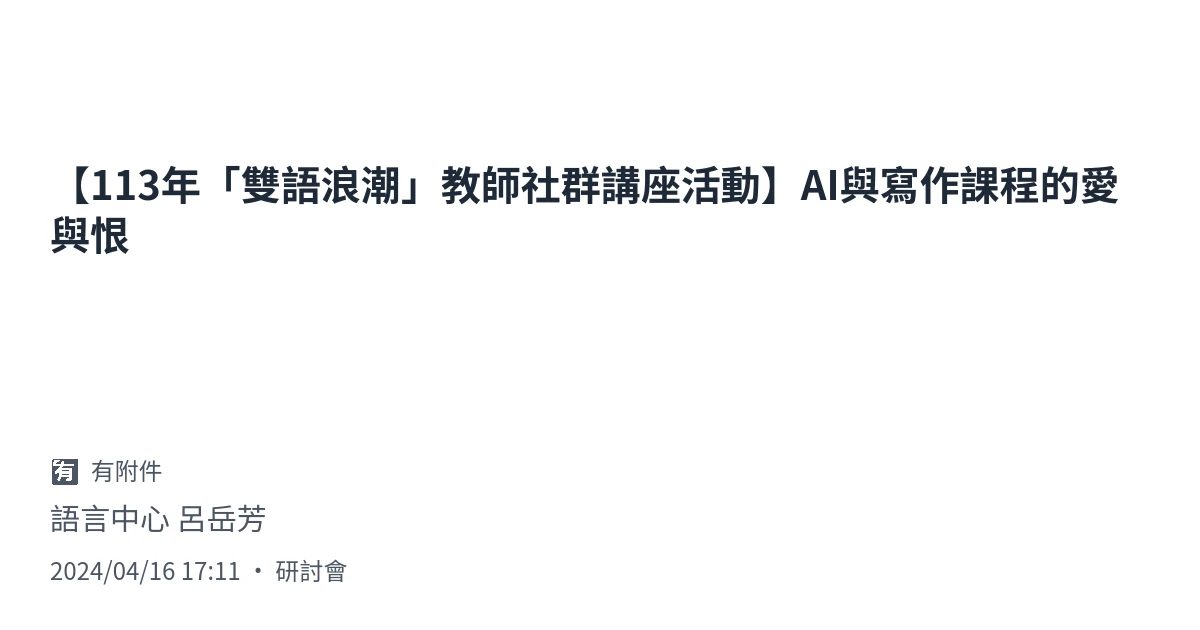 【113年「雙語浪潮」教師社群講座活動】AI與寫作課程的愛
與恨
有 有附件
語言中心 呂岳芳
2024/04/16 17:11 • 研討會